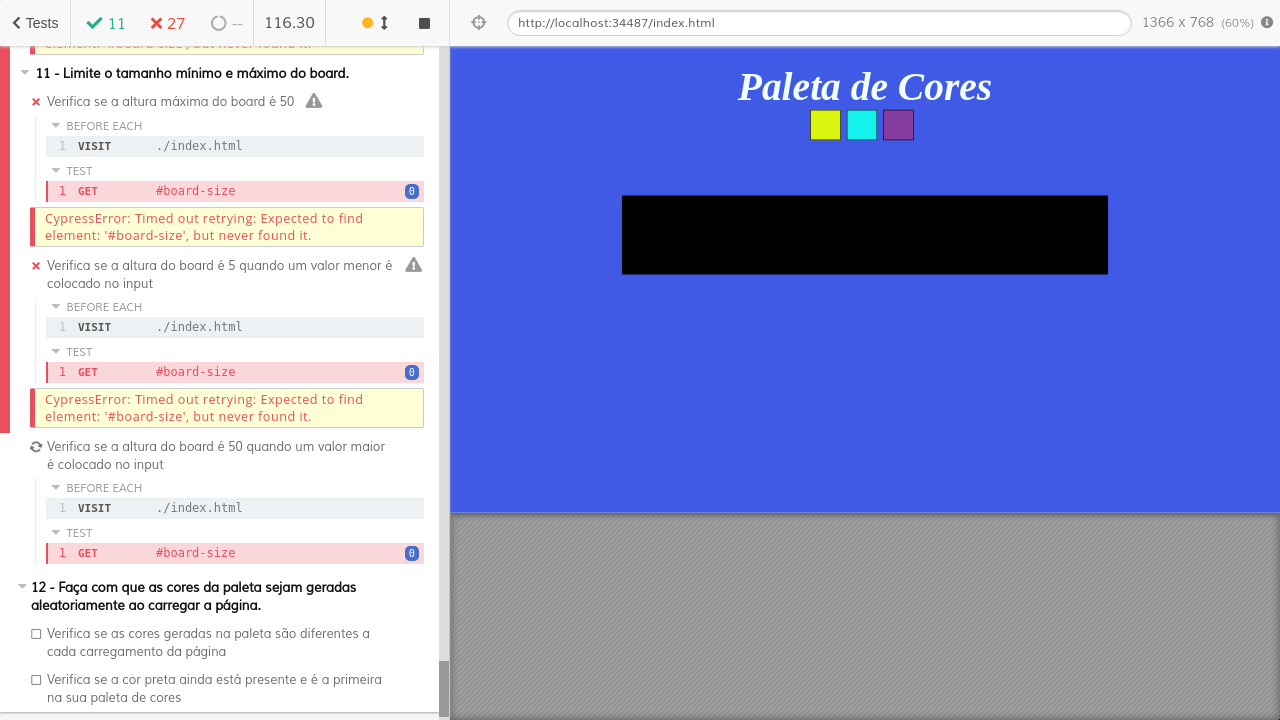 Tests
11
27
--
116.30
http://localhost:34487/index.html
1366 x 768 (60%)
element: '#board-size', but never found it.
11 - Limite o tamanho mínimo e máximo do board.
Verifica se a altura máxima do board é 50
BEFORE EACH
1 VISIT ./index.html
TEST
1 GET #board-size 0
CypressError: Timed out retrying: Expected to find
element: '#board-size', but never found it.
Verifica se a altura do board é 5 quando um valor menor é
colocado no input
BEFORE EACH
1 VISIT ./index.html
TEST
1 GET #board-size 0
CypressError: Timed out retrying: Expected to find
element: '#board-size', but never found it.
Verifica se a altura do board é 50 quando um valor maior
é colocado no input
BEFORE EACH
1 VISIT ./index.html
TEST
1 GET #board-size 0
12 - Faça com que as cores da paleta sejam geradas
aleatoriamente ao carregar a página.
Verifica se as cores geradas na paleta são diferentes a
cada carregamento da página
Verifica se a cor preta ainda está presente e é a primeira
na sua paleta de cores
Paleta de Cores